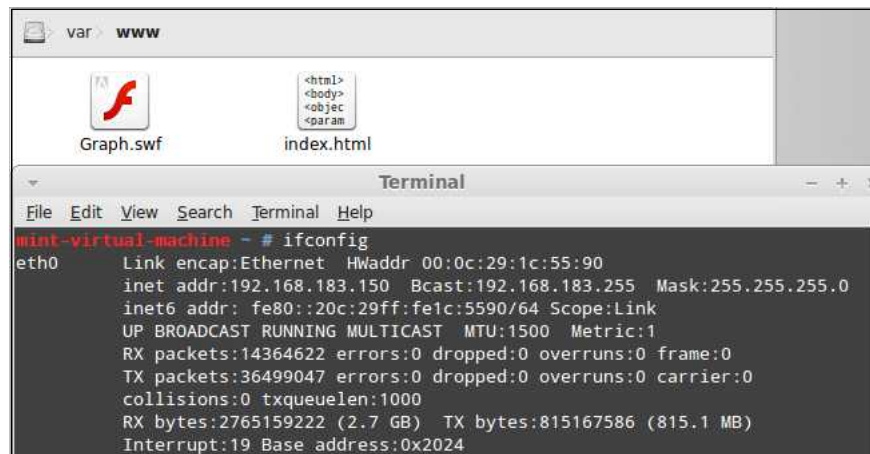 var www
<html>
<body>
<objec
<param
Graph.swf index.html
Terminal
File Edit View Search Terminal Help
mint-virtual-machine ~ # ifconfig
eth0 Link encap:Ethernet HWaddr 00:0c:29:1c:55:90
inet addr:192.168.183.150 Bcast:192.168.183.255 Mask:255.255.255.0
inet6 addr: fe80::20c:29ff:fe1c:5590/64 Scope:Link
UP BROADCAST RUNNING MULTICAST MTU:1500 Metric:1
RX packets:14364622 errors:0 dropped:0 overruns:0 frame:0
TX packets:36499047 errors:0 dropped:0 overruns:0 carrier:0
collisions:0 txqueuelen:1000
RX bytes:2765159222 (2.7 GB) TX bytes:815167586 (815.1 MB)
Interrupt:19 Base address:0x2024